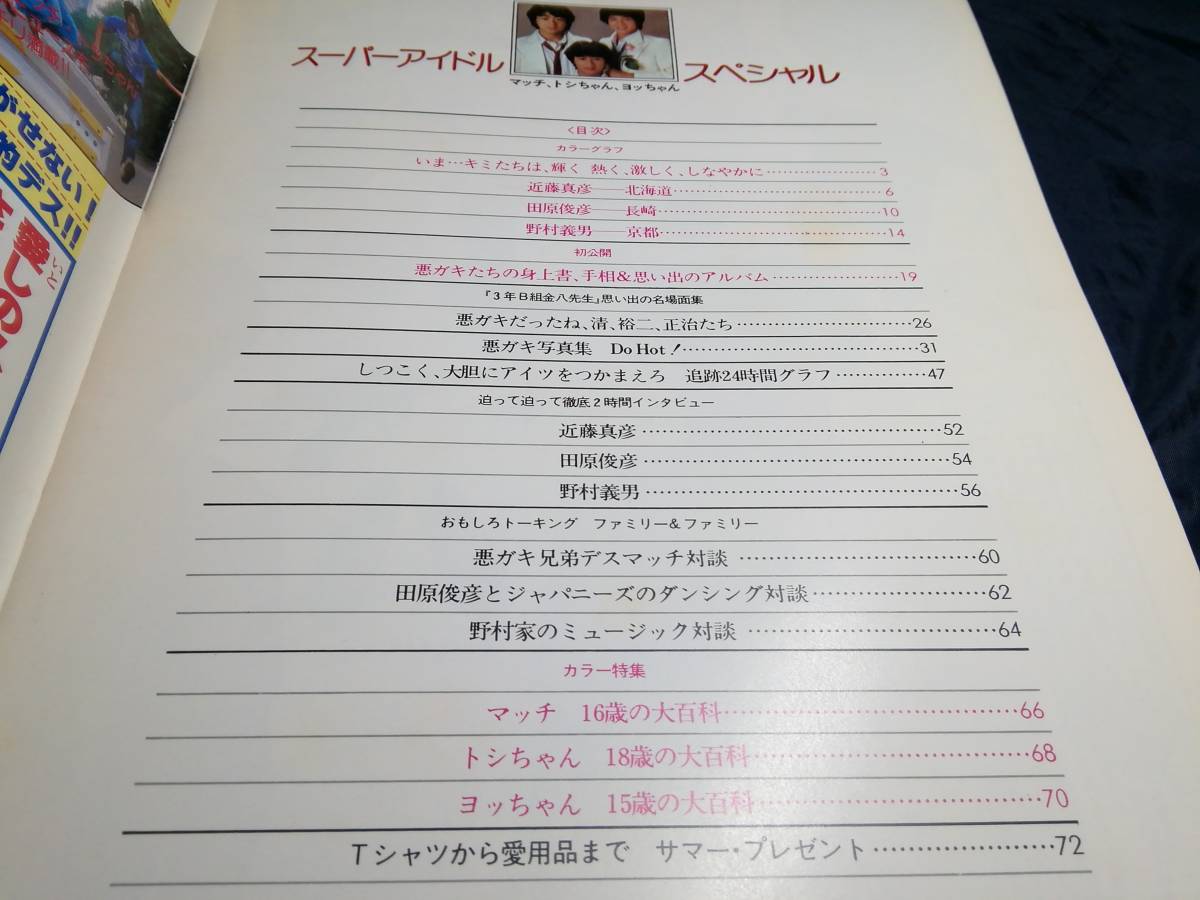 スーパーアイドル スペシャル
マッチ、トシちゃん、ヨッちゃん
〈目次〉
カラーグラフ
いま…キミたちは、輝く 熱く、激しく、しなやかに…………………3
近藤真彦——北海道…………………6
田原俊彦——長崎…………………10
野村義男——京都…………………14
初公開
悪ガキたちの身上書、手相&思い出のアルバム…………………19
『3年B組金八先生』思い出の名場面集
悪ガキだったね、清、裕二、正治たち…………………26
悪ガキ写真集 Do Hot!…………………31
しつこく、大胆にアイツをつかまえろ 追跡24時間グラフ…………47
迫って迫って徹底2時間インタビュー
近藤真彦…………………52
田原俊彦…………………54
野村義男…………………56
おもしろトーキング ファミリー&ファミリー
悪ガキ兄弟デスマッチ対談…………………60
田原俊彦とジャパニーズのダンシング対談…………………62
野村家のミュージック対談…………………64
カラー特集
マッチ 16歳の大百科…………………66
トシちゃん 18歳の大百科…………………68
ヨッちゃん 15歳の大百科…………………70
Tシャツから愛用品まで サマー・プレゼント…………………72
がせない!
的デス!!
愛しの
いと